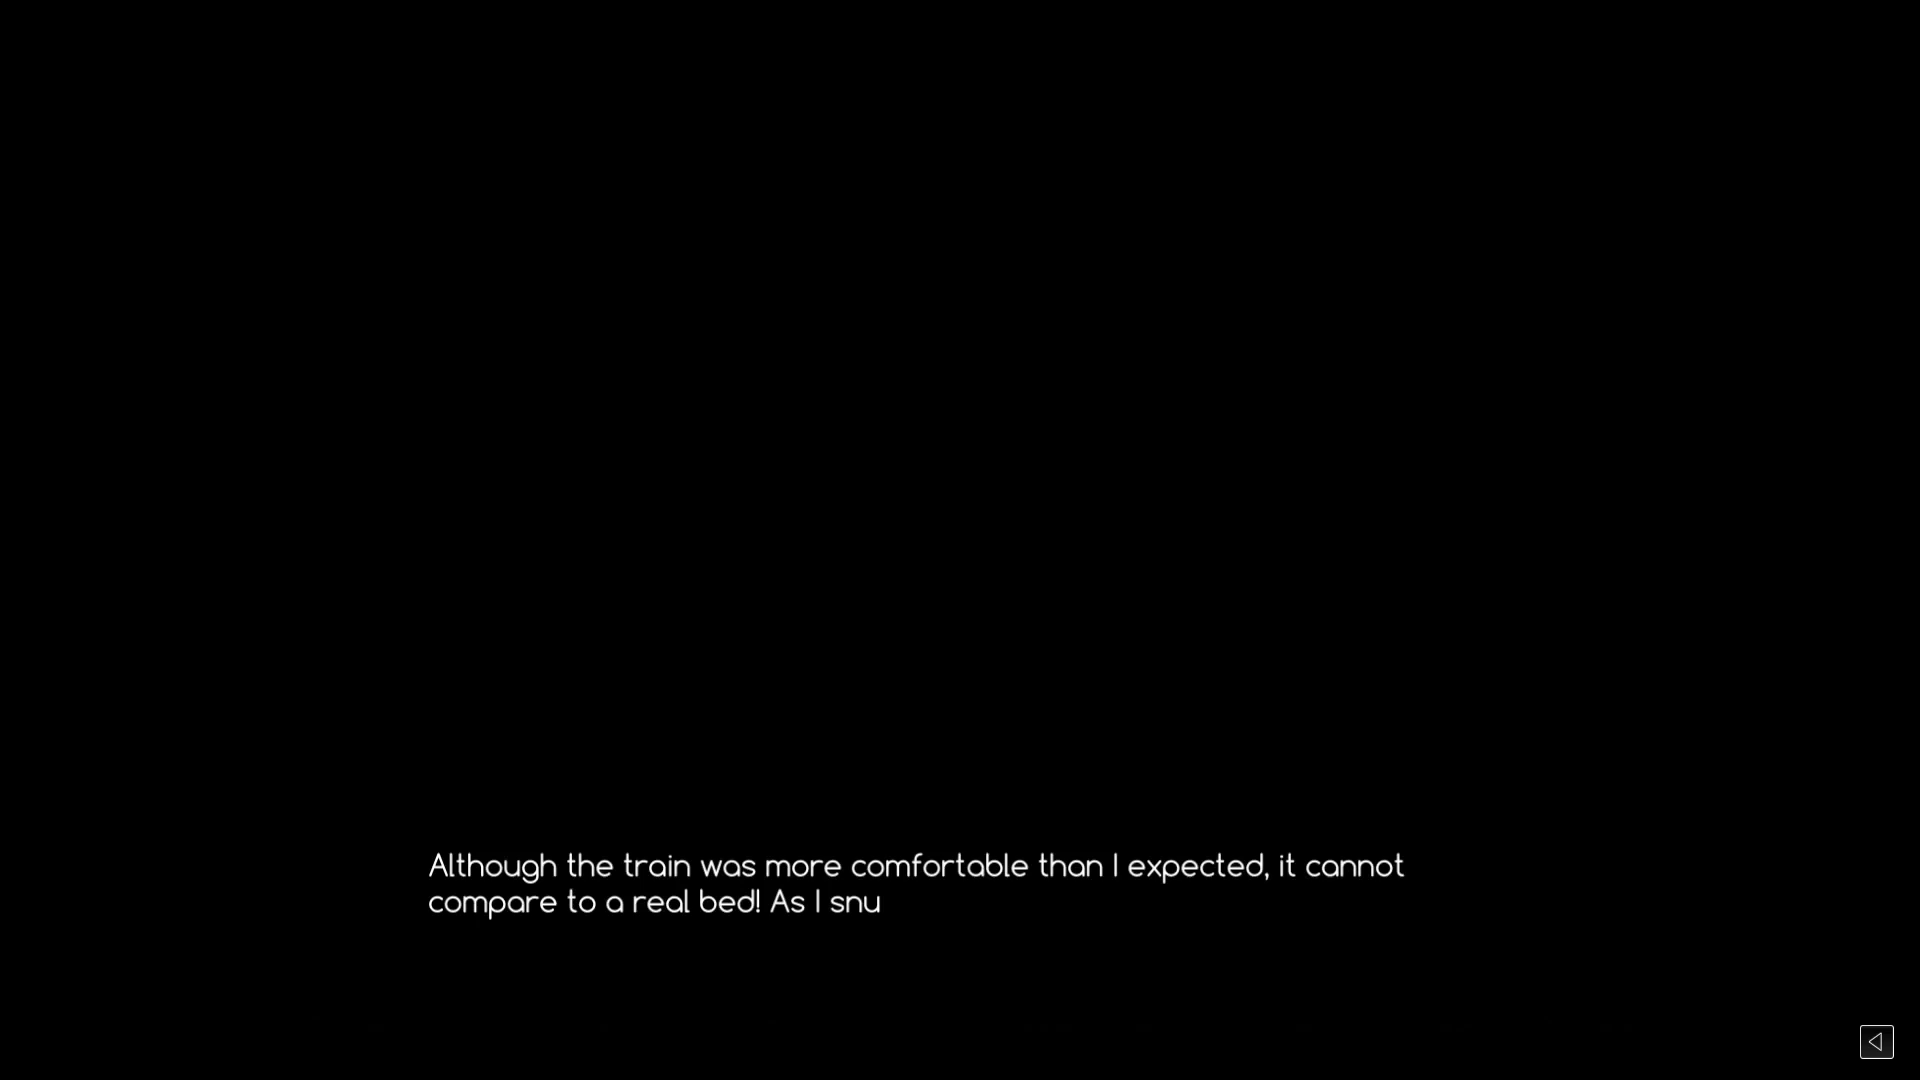 Although the train was more comfortable than I expected, it cannot
compare to a real bed! As I snu